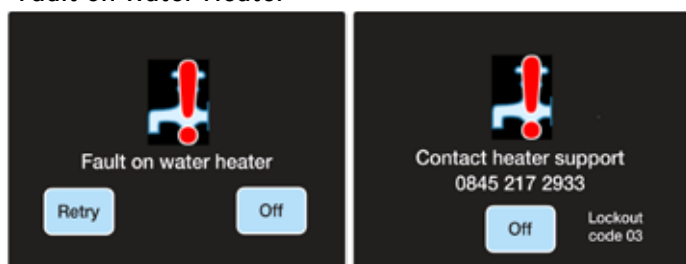 Fault on Water Heater
Fault on water heater
Retry
Off
Contact heater support
0845 217 2933
Off
Lockout
code 03